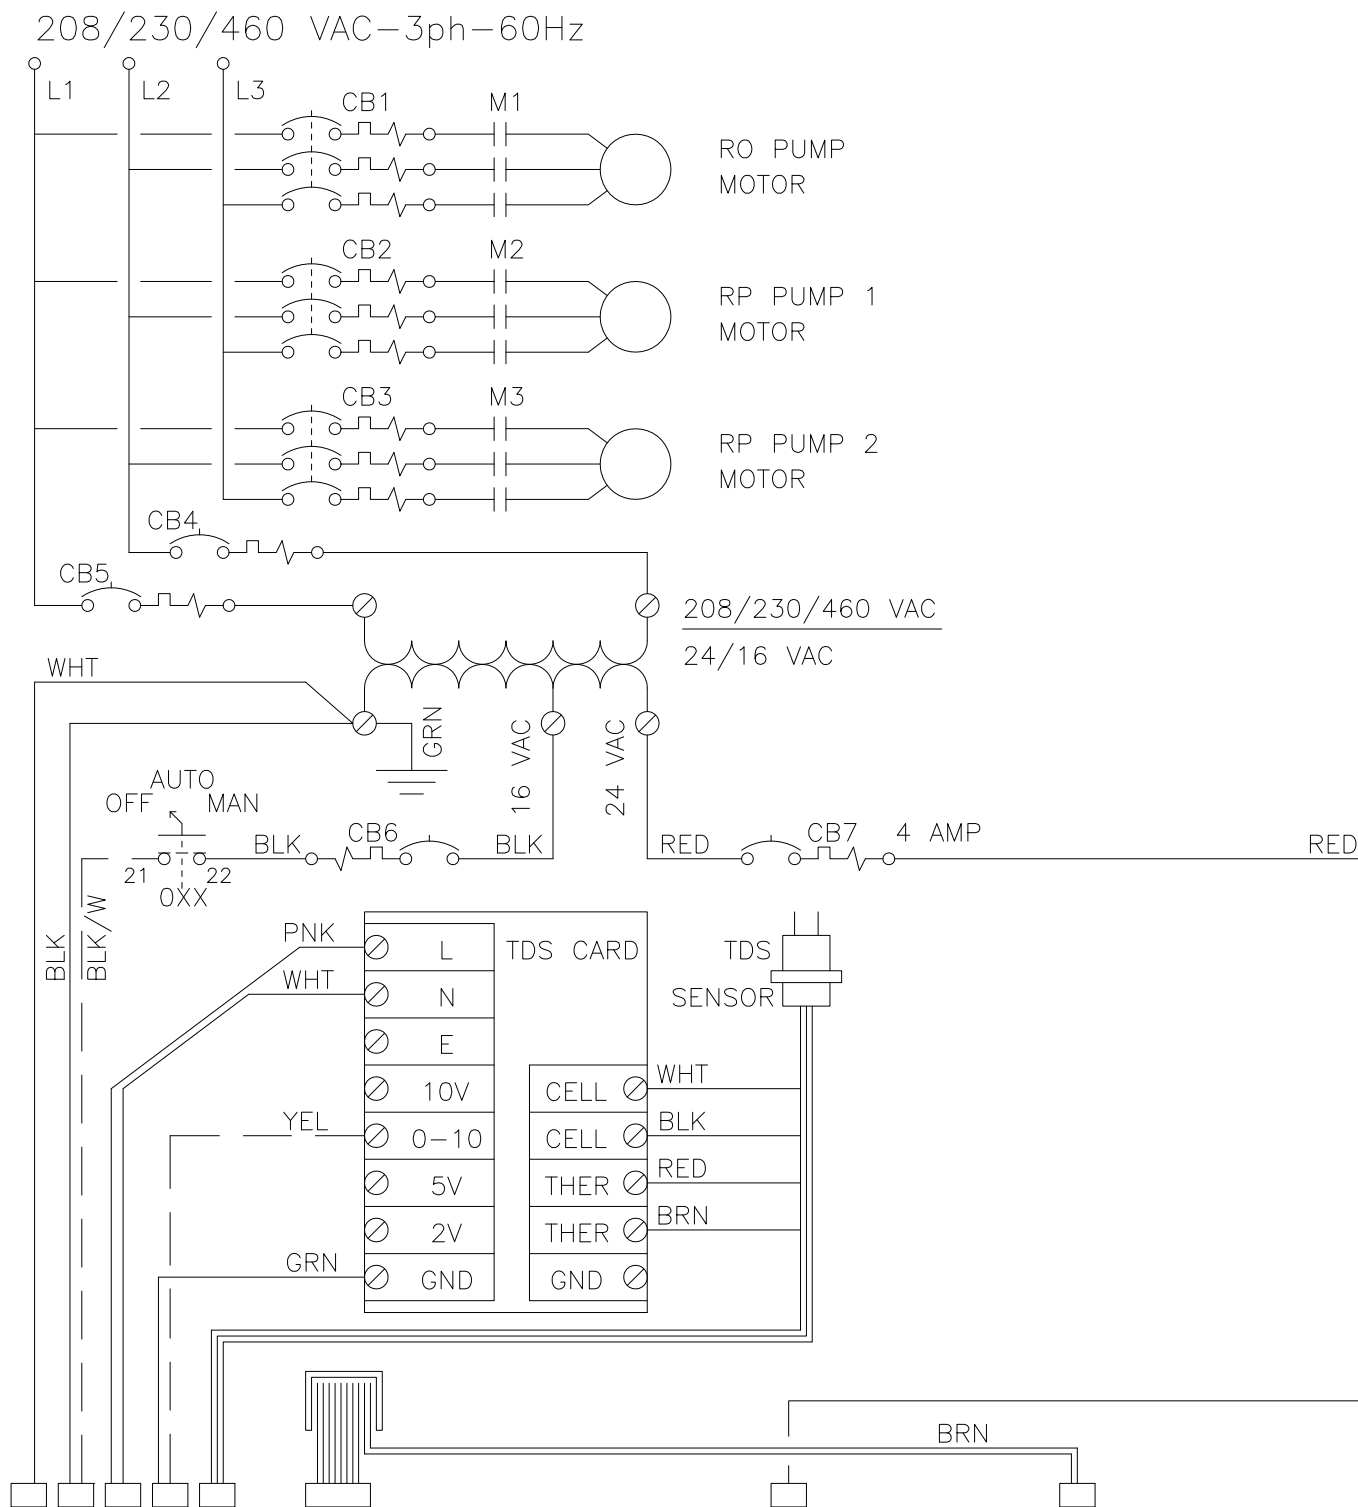 208/230/460 VAC-3ph-60Hz
L1
L2
L3
CB1
M1
RO PUMP
MOTOR
CB2
M2
RP PUMP 1
MOTOR
CB3
M3
RP PUMP 2
MOTOR
CB4
CB5
208/230/460 VAC
24/16 VAC
WHT
GRN
16 VAC
24 VAC
AUTO
OFF
MAN
BLK
CB6
BLK
RED
CB7
4 AMP
RED
21
22
OXX
BLK
BLK/W
PNK
L
TDS CARD
TDS
SENSOR
WHT
N
E
10V
CELL
WHT
YEL
0-10
CELL
BLK
5V
THER
RED
2V
THER
BRN
GRN
GND
GND
BRN